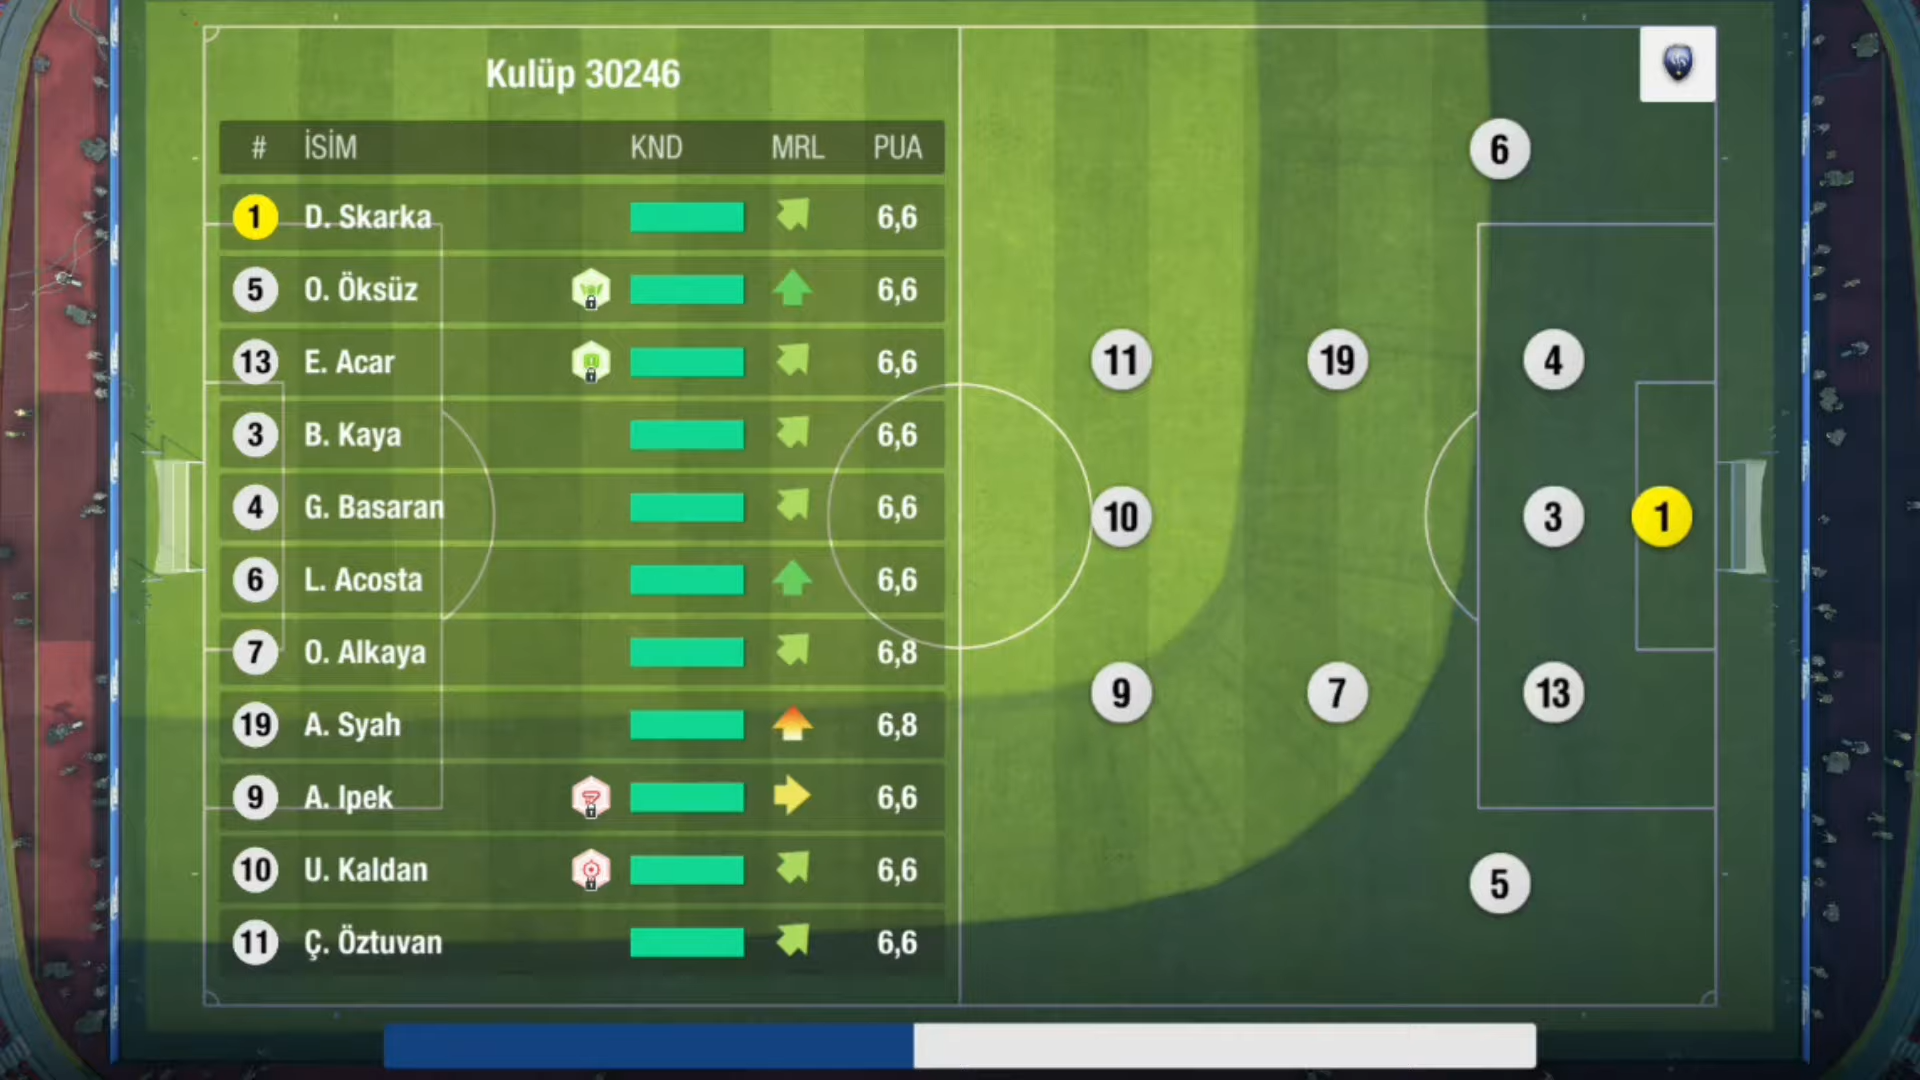 Kulüp 30246
# İSİM KND MRL PUA
1 D. Skarka 6,6
5 O. Öksüz 6,6
13 E. Acar 6,6
3 B. Kaya 6,6
4 G. Basaran 6,6
6 L. Acosta 6,6
7 O. Alkaya 6,8
19 A. Syah 6,8
9 A. Ipek 6,6
10 U. Kaldan 6,6
11 Ç. Öztuvan 6,6
6
11 19 4
10 3 1
9 7 13
5